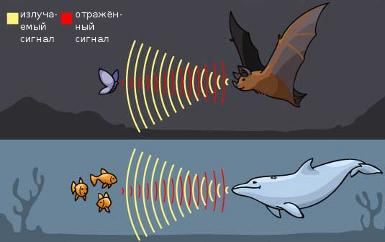 излуча-
емый
сигнал
отражён-
ный
сигнал